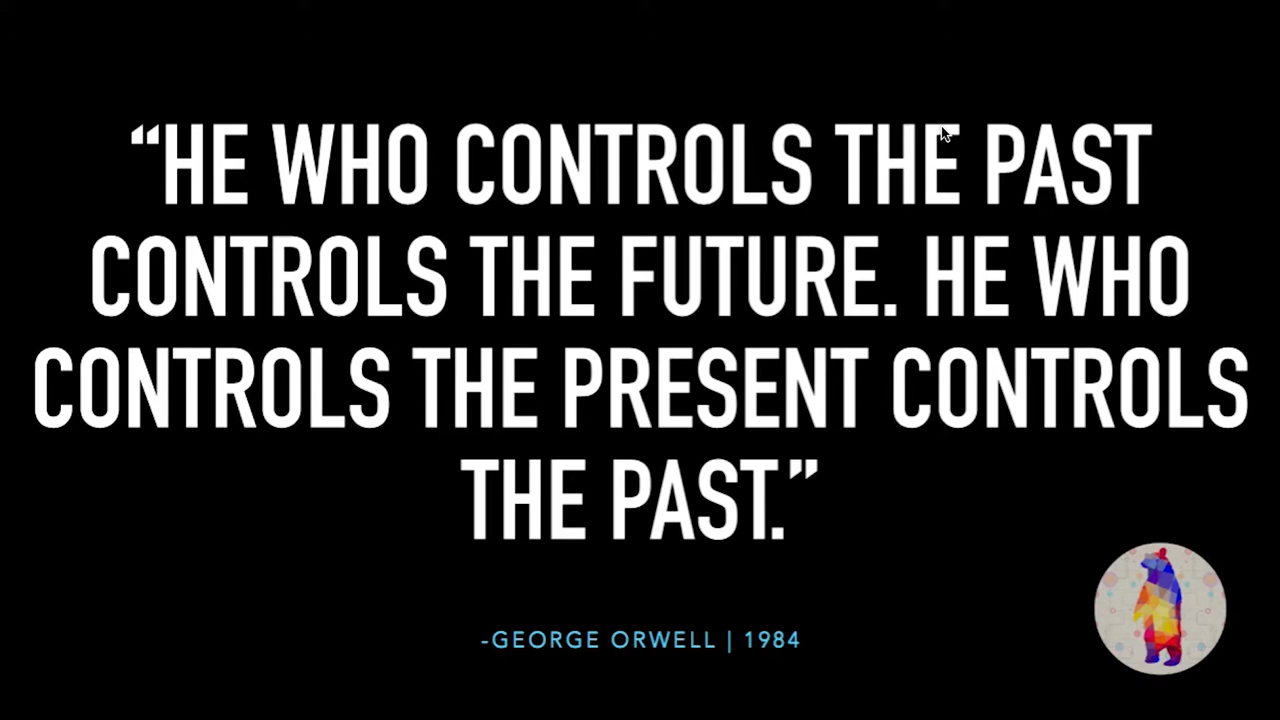 “HE WHO CONTROLS THE PAST
CONTROLS THE FUTURE. HE WHO
CONTROLS THE PRESENT CONTROLS
THE PAST.”
-GEORGE ORWELL | 1984